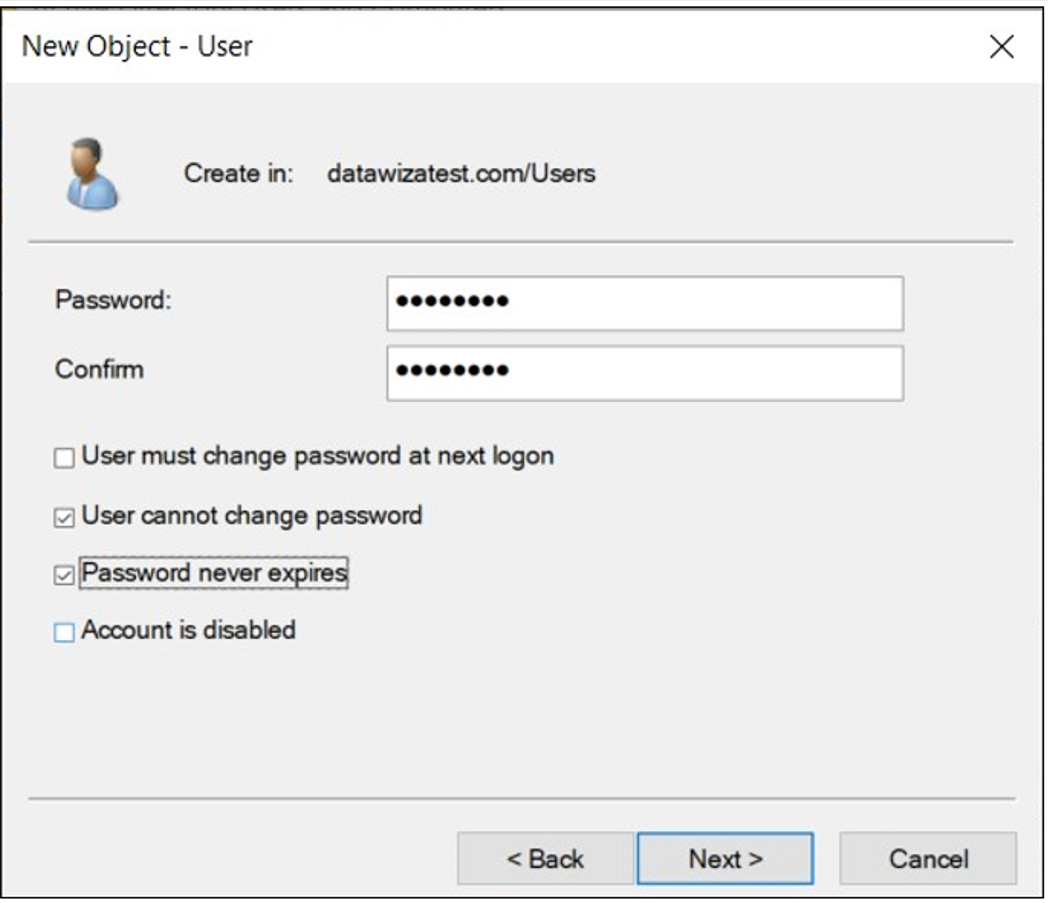 New Object - User
Create in: datawizatest.com/Users
Password: ●●●●●●●●
Confirm ●●●●●●●●
User must change password at next logon
User cannot change password
Password never expires
Account is disabled
< Back Next > Cancel